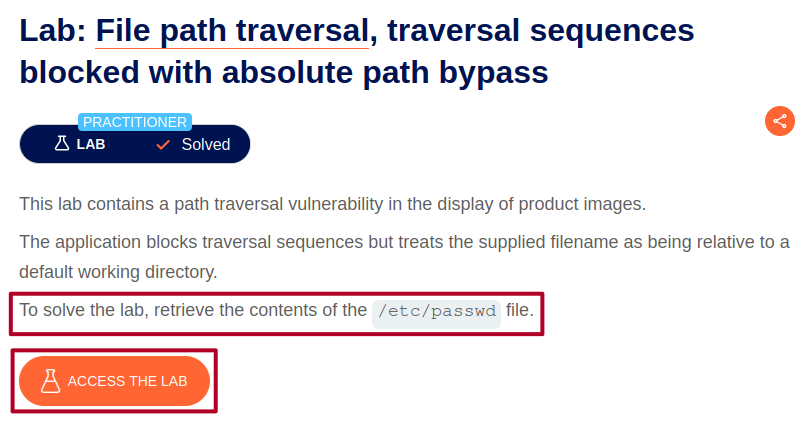 Lab: File path traversal, traversal sequences
blocked with absolute path bypass
PRACTITIONER
LAB Solved
This lab contains a path traversal vulnerability in the display of product images.
The application blocks traversal sequences but treats the supplied filename as being relative to a
default working directory.
To solve the lab, retrieve the contents of the /etc/passwd file.
ACCESS THE LAB